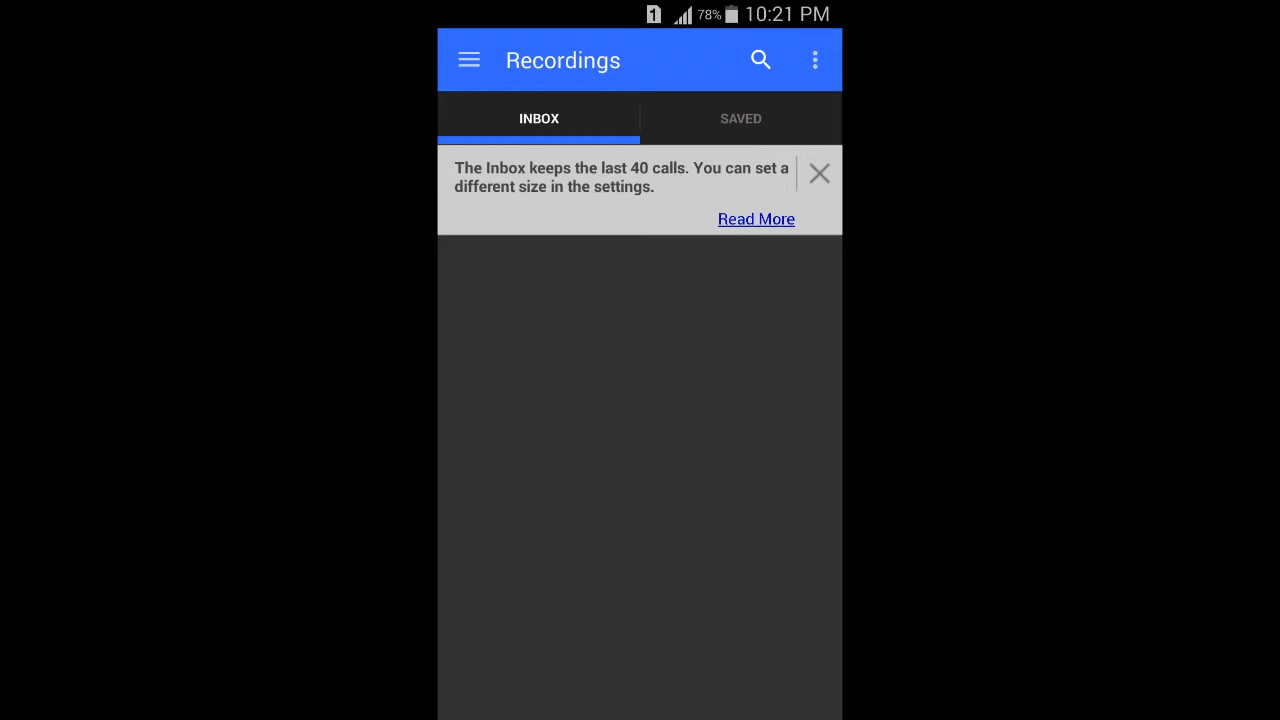 1 78% 10:21 PM
Recordings
INBOX SAVED
The Inbox keeps the last 40 calls. You can set a
different size in the settings.
Read More